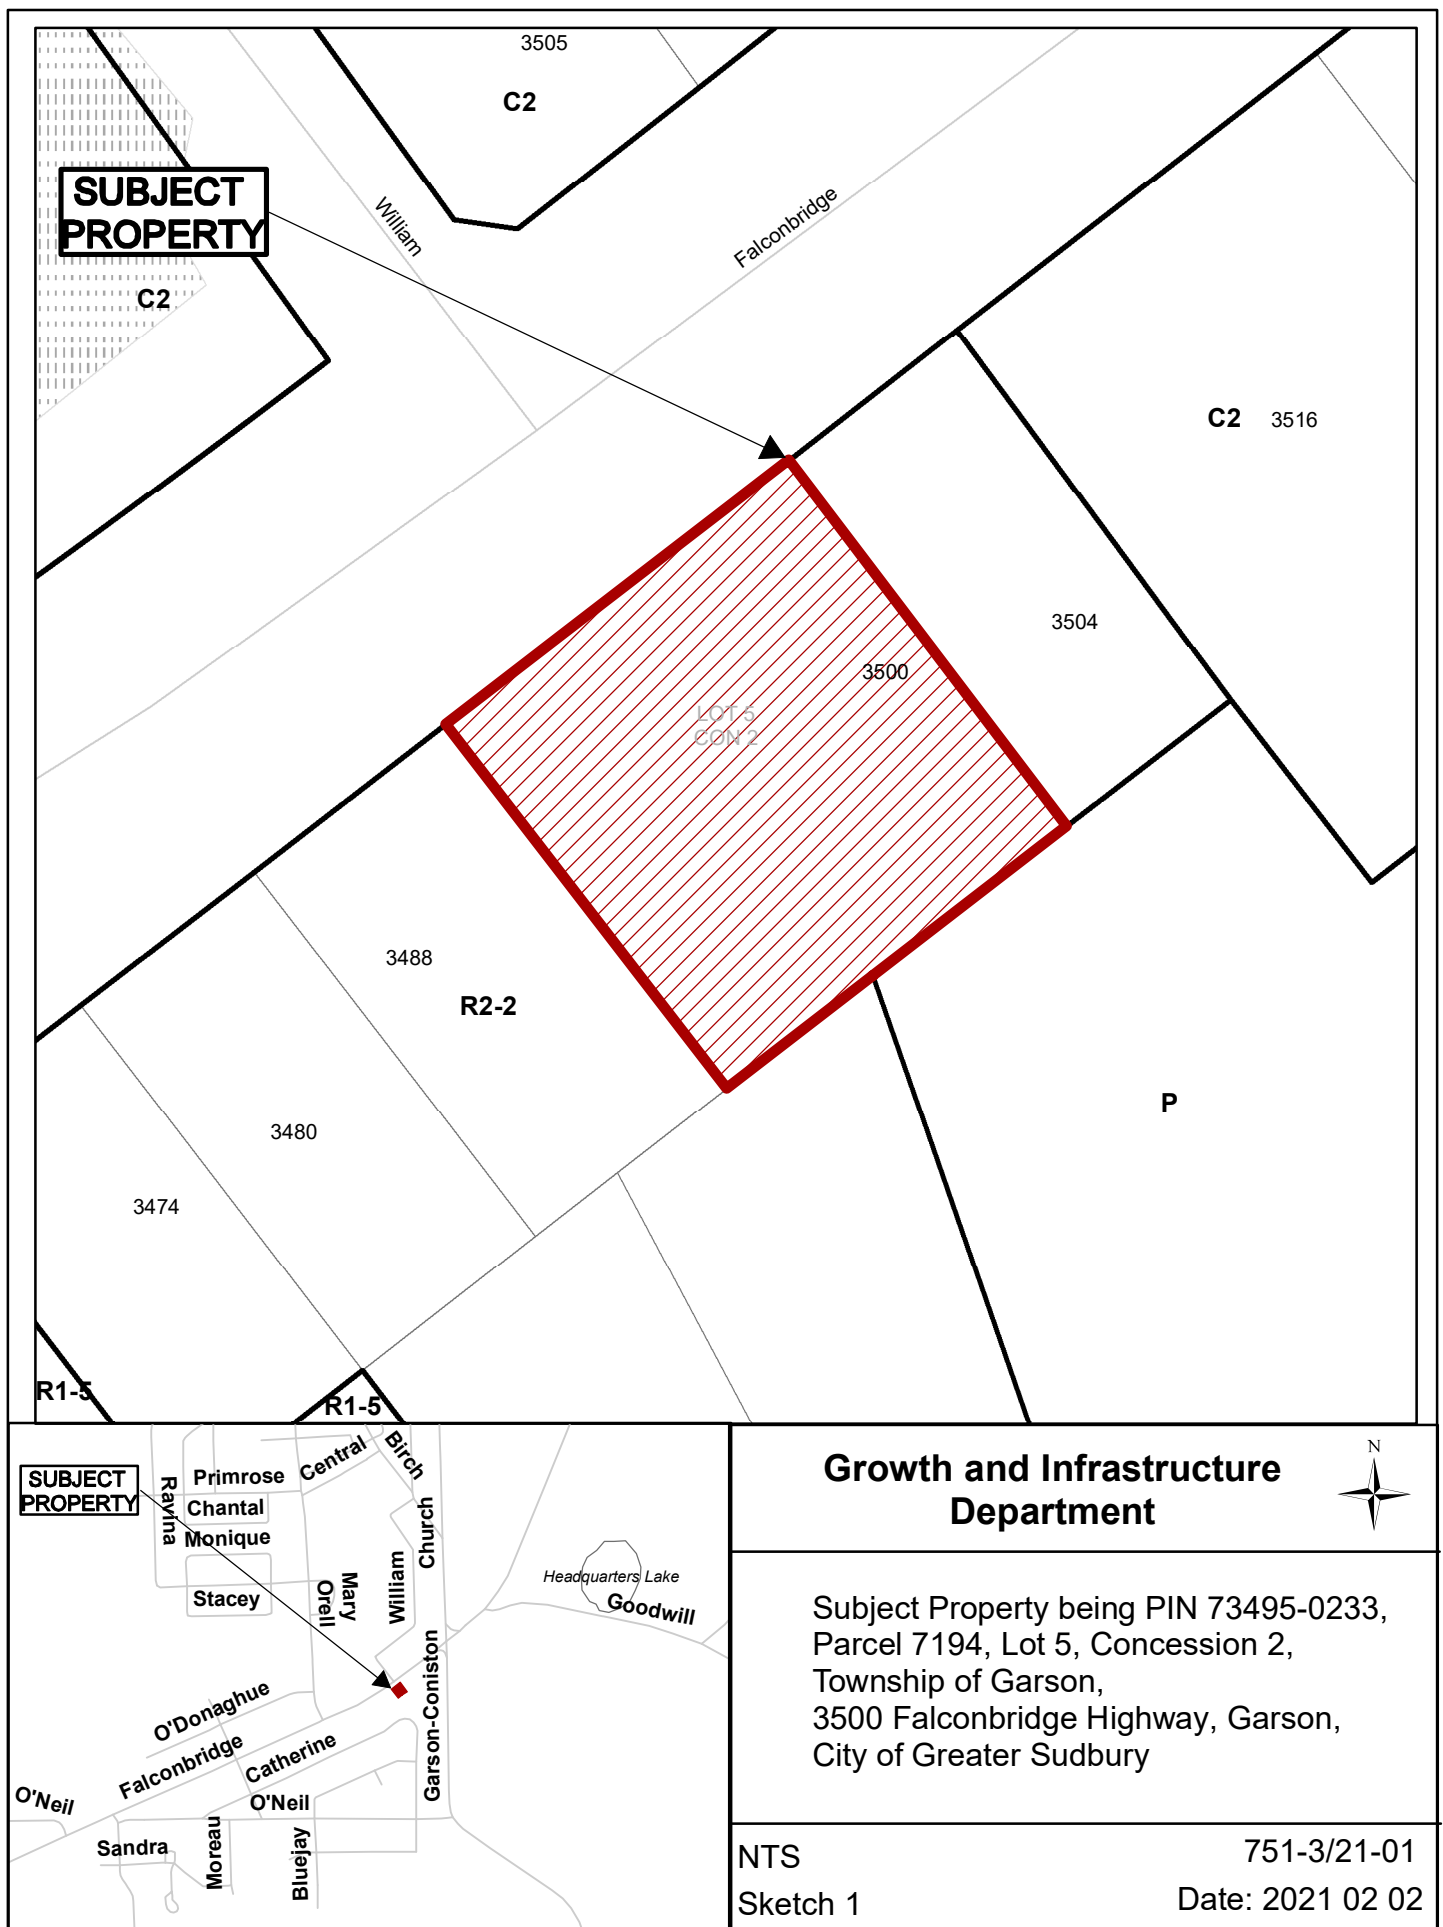 3505
C2
SUBJECT
PROPERTY
William
Falconbridge
C2
C2 3516
3504
3500
LOT 5
CON 2
3488
R2-2
P
3480
3474
R1-5
R1-5
SUBJECT
PROPERTY
Ravina
Primrose
Central
Birch
Chantal
Monique
Church
Stacey
Orell
Mary
William
Headquarters Lake
Goodwill
Garson-Coniston
O'Donaghue
Falconbridge
Catherine
O'Neil
O'Neil
Sandra
Moreau
Bluejay
Growth and Infrastructure
Department
N
Subject Property being PIN 73495-0233,
Parcel 7194, Lot 5, Concession 2,
Township of Garson,
3500 Falconbridge Highway, Garson,
City of Greater Sudbury
NTS
751-3/21-01
Sketch 1
Date: 2021 02 02